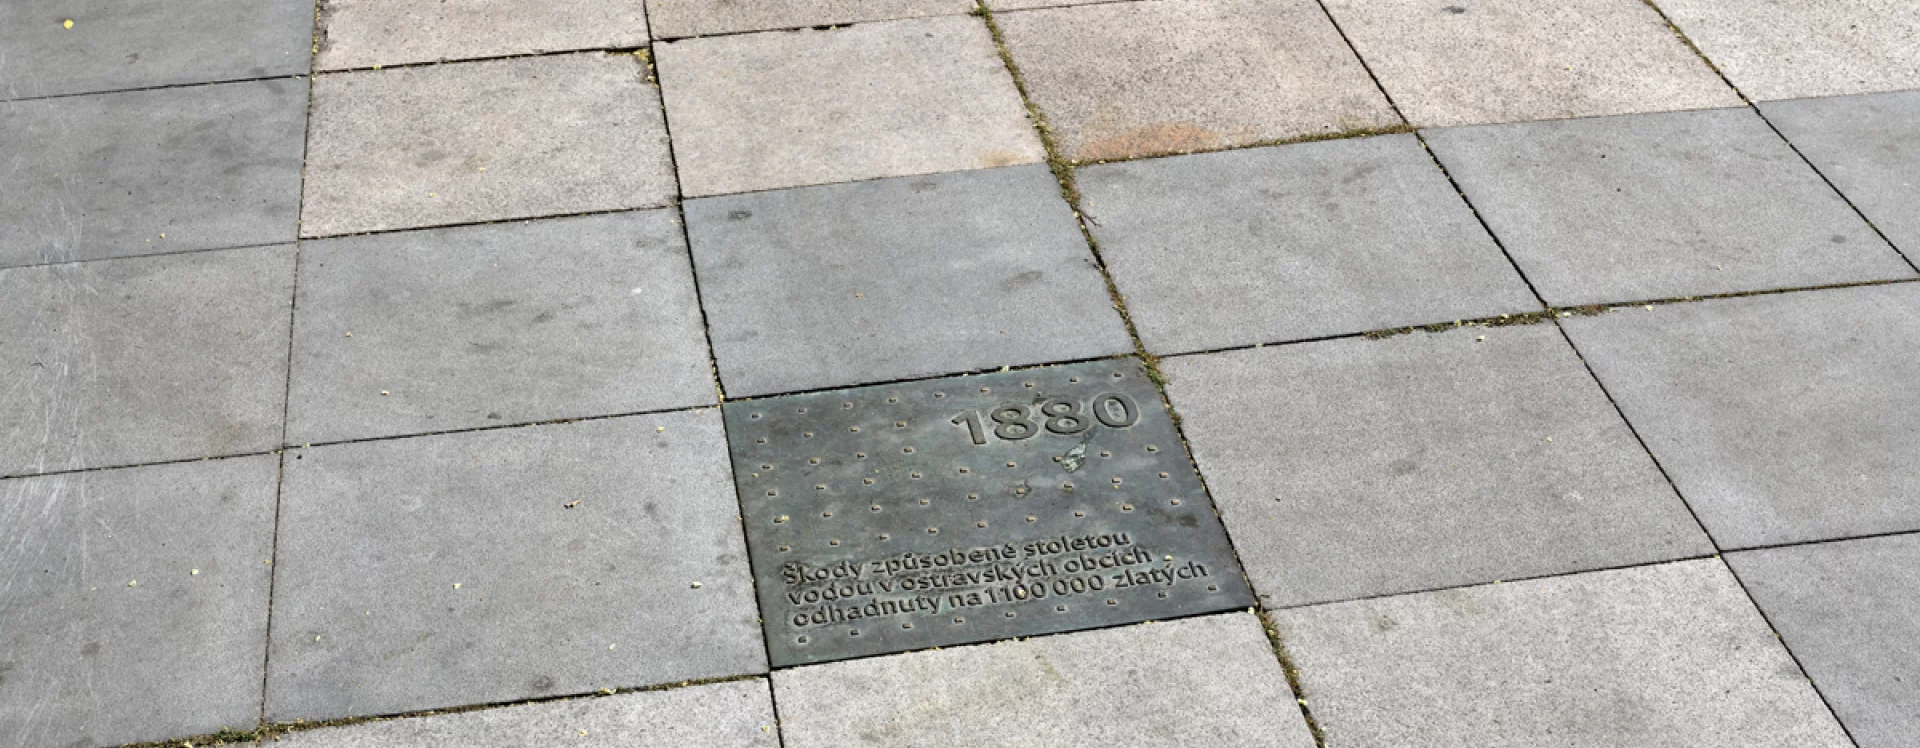 1880
Škody způsobené stoletou
vodou v ostravských obcích
odhadnuty na 1 100 000 zlatých